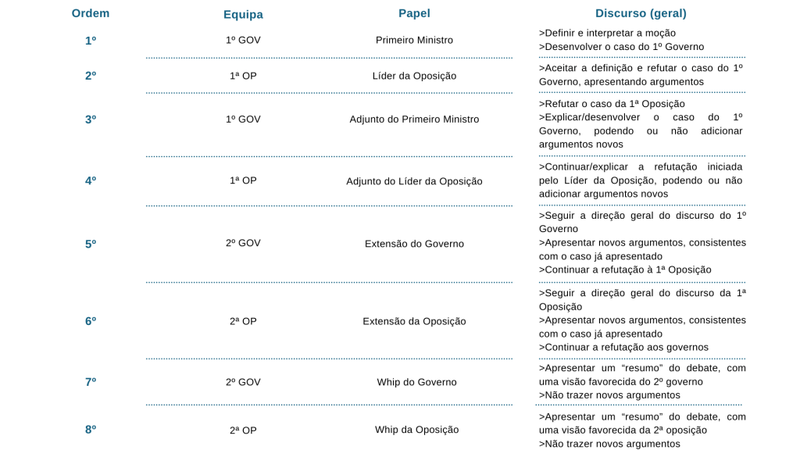 Ordem Equipa Papel Discurso (geral)
1º 1º GOV Primeiro Ministro
>Definir e interpretar a moção
>Desenvolver o caso do 1º Governo
2º 1ª OP Líder da Oposição
>Aceitar a definição e refutar o caso do 1º
Governo, apresentando argumentos
3º 1º GOV Adjunto do Primeiro Ministro
>Refutar o caso da 1ª Oposição
>Explicar/desenvolver o caso do 1º
Governo, podendo ou não adicionar
argumentos novos
4º 1ª OP Adjunto do Líder da Oposição
>Continuar/explicar a refutação iniciada
pelo Líder da Oposição, podendo ou não
adicionar argumentos novos
5º 2º GOV Extensão do Governo
>Seguir a direção geral do discurso do 1º
Governo
>Apresentar novos argumentos, consistentes
com o caso já apresentado
>Continuar a refutação à 1ª Oposição
6º 2ª OP Extensão da Oposição
>Seguir a direção geral do discurso da 1ª
Oposição
>Apresentar novos argumentos, consistentes
com o caso já apresentado
>Continuar a refutação aos governos
7º 2º GOV Whip do Governo
>Apresentar um “resumo” do debate, com
uma visão favorecida do 2º governo
>Não trazer novos argumentos
8º 2ª OP Whip da Oposição
>Apresentar um “resumo” do debate, com
uma visão favorecida da 2ª oposição
>Não trazer novos argumentos